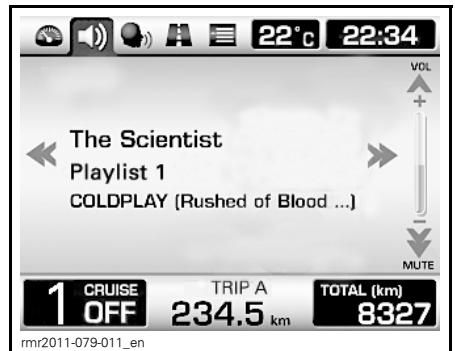 22°c 22:34
VOL
+
The Scientist
Playlist 1
COLDPLAY (Rushed of Blood ...)
−
MUTE
1 CRUISE OFF
TRIP A
234.5 km
TOTAL (km)
8327
rmr2011-079-011_en